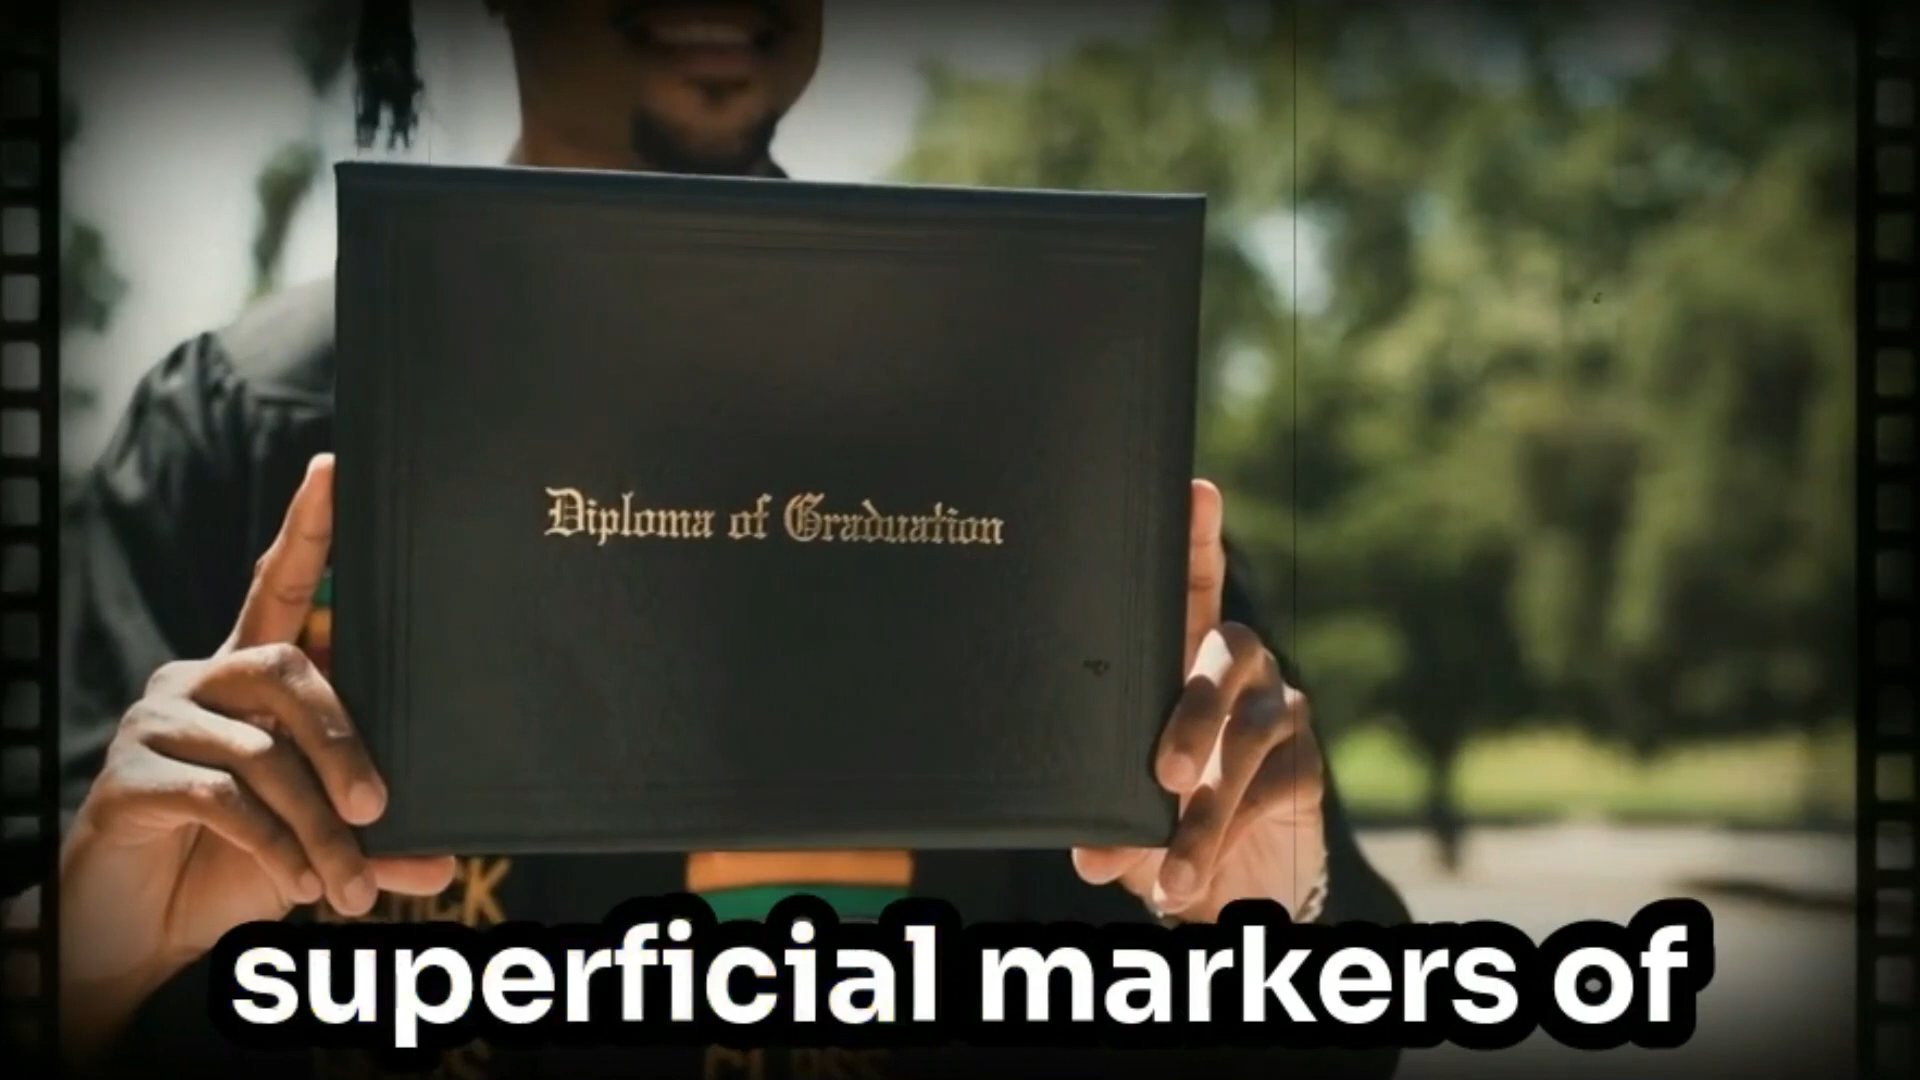 Diploma of Graduation
superficial markers of